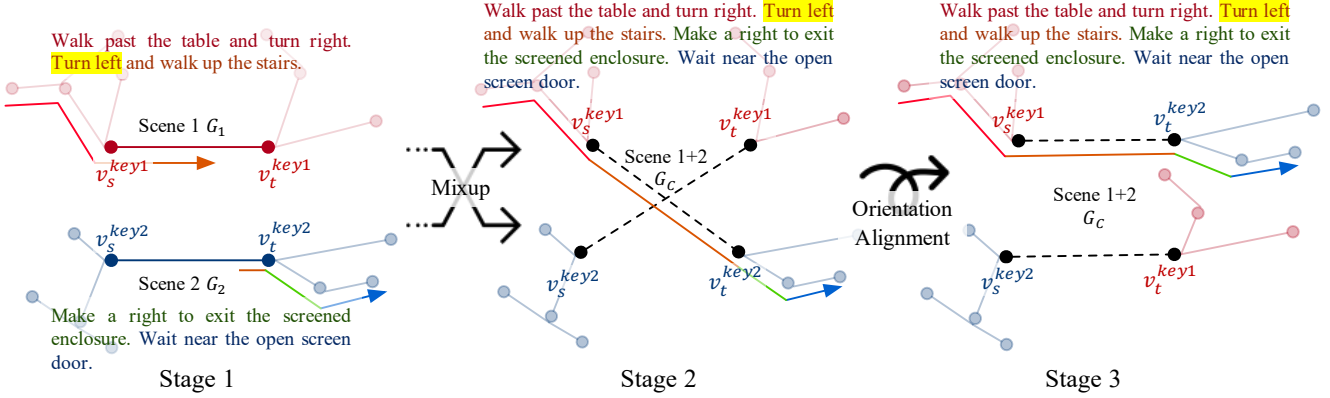 Walk past the table and turn right.
Turn left and walk up the stairs.
Scene 1 G₁
v_s^{key1}
v_t^{key1}
v_s^{key2}
v_t^{key2}
Scene 2 G₂
Make a right to exit the screened
enclosure. Wait near the open screen
door.
Stage 1
Mixup
Walk past the table and turn right. Turn left
and walk up the stairs. Make a right to exit
the screened enclosure. Wait near the open
screen door.
v_s^{key1}
v_t^{key1}
Scene 1+2
G_C
v_s^{key2}
v_t^{key2}
Stage 2
Orientation
Alignment
Walk past the table and turn right. Turn left
and walk up the stairs. Make a right to exit
the screened enclosure. Wait near the open
screen door.
v_s^{key1}
v_t^{key2}
Scene 1+2
G_C
v_s^{key2}
v_t^{key1}
Stage 3